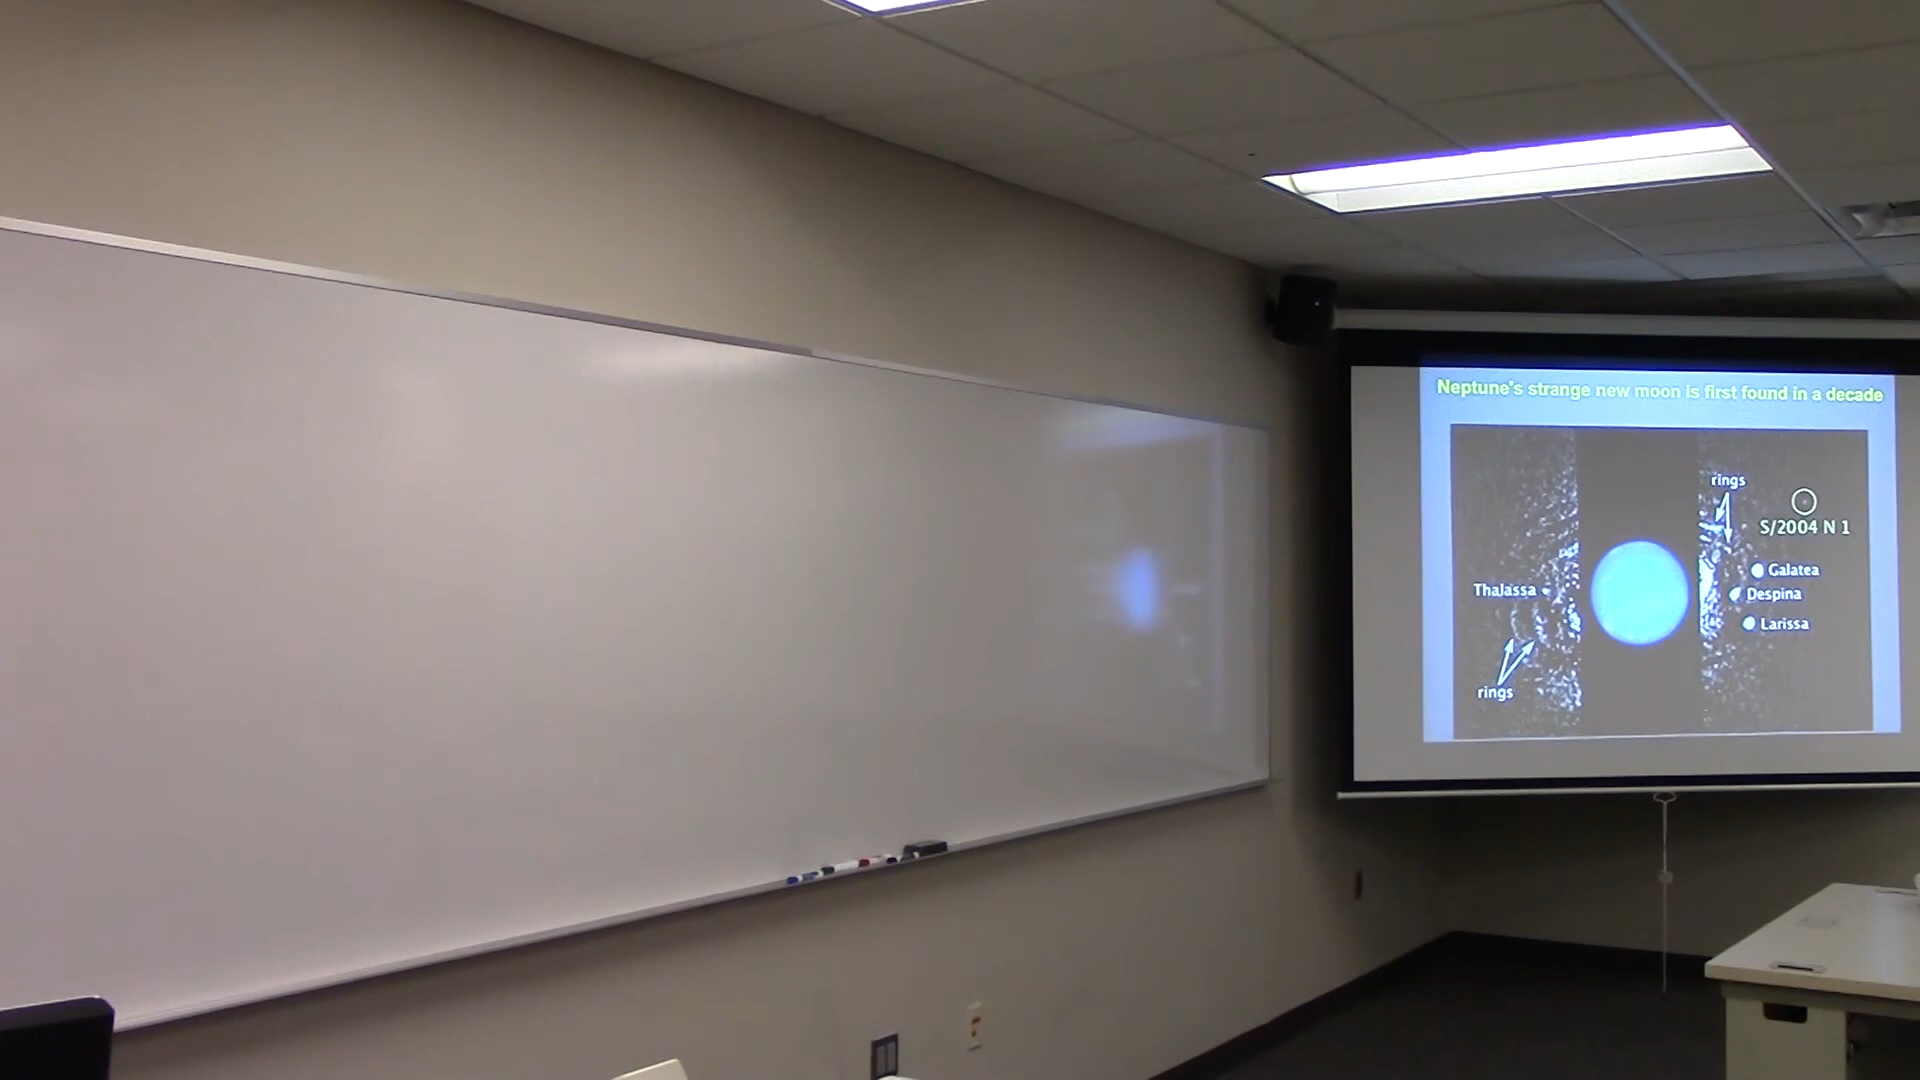 Neptune's strange new moon is first found in a decade
rings
S/2004 N 1
Galatea
Thalassa
Despina
Larissa
rings